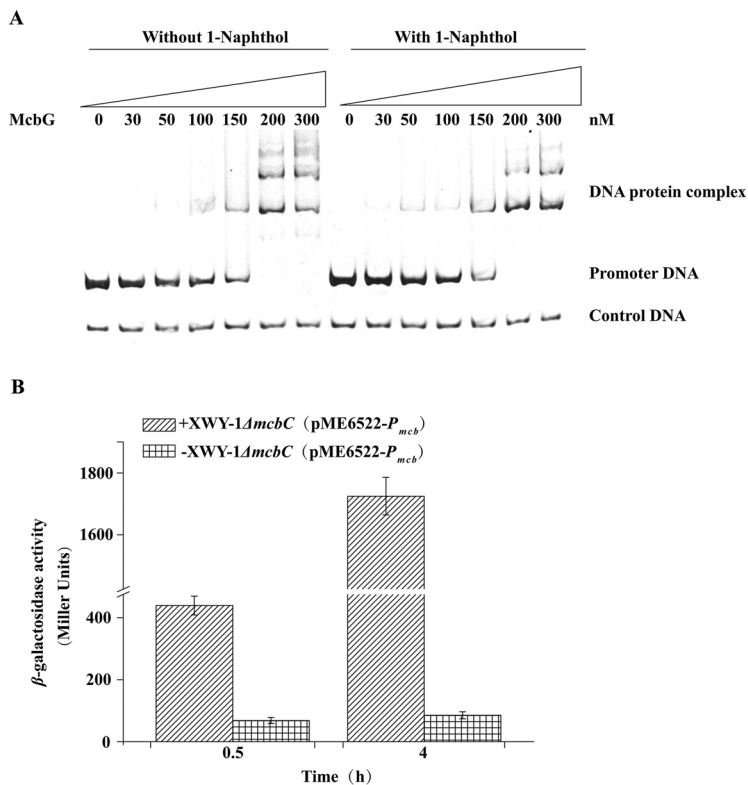 A
Without 1-Naphthol With 1-Naphthol
McbG 0 30 50 100 150 200 300 0 30 50 100 150 200 300 nM
DNA protein complex
Promoter DNA
Control DNA
B
+XWY-1ΔmcbC（pME6522-Pmcb）
-XWY-1ΔmcbC（pME6522-Pmcb）
β-galactosidase activity
（Miller Units）
1800
1600
400
200
0
0.5 4
Time（h）